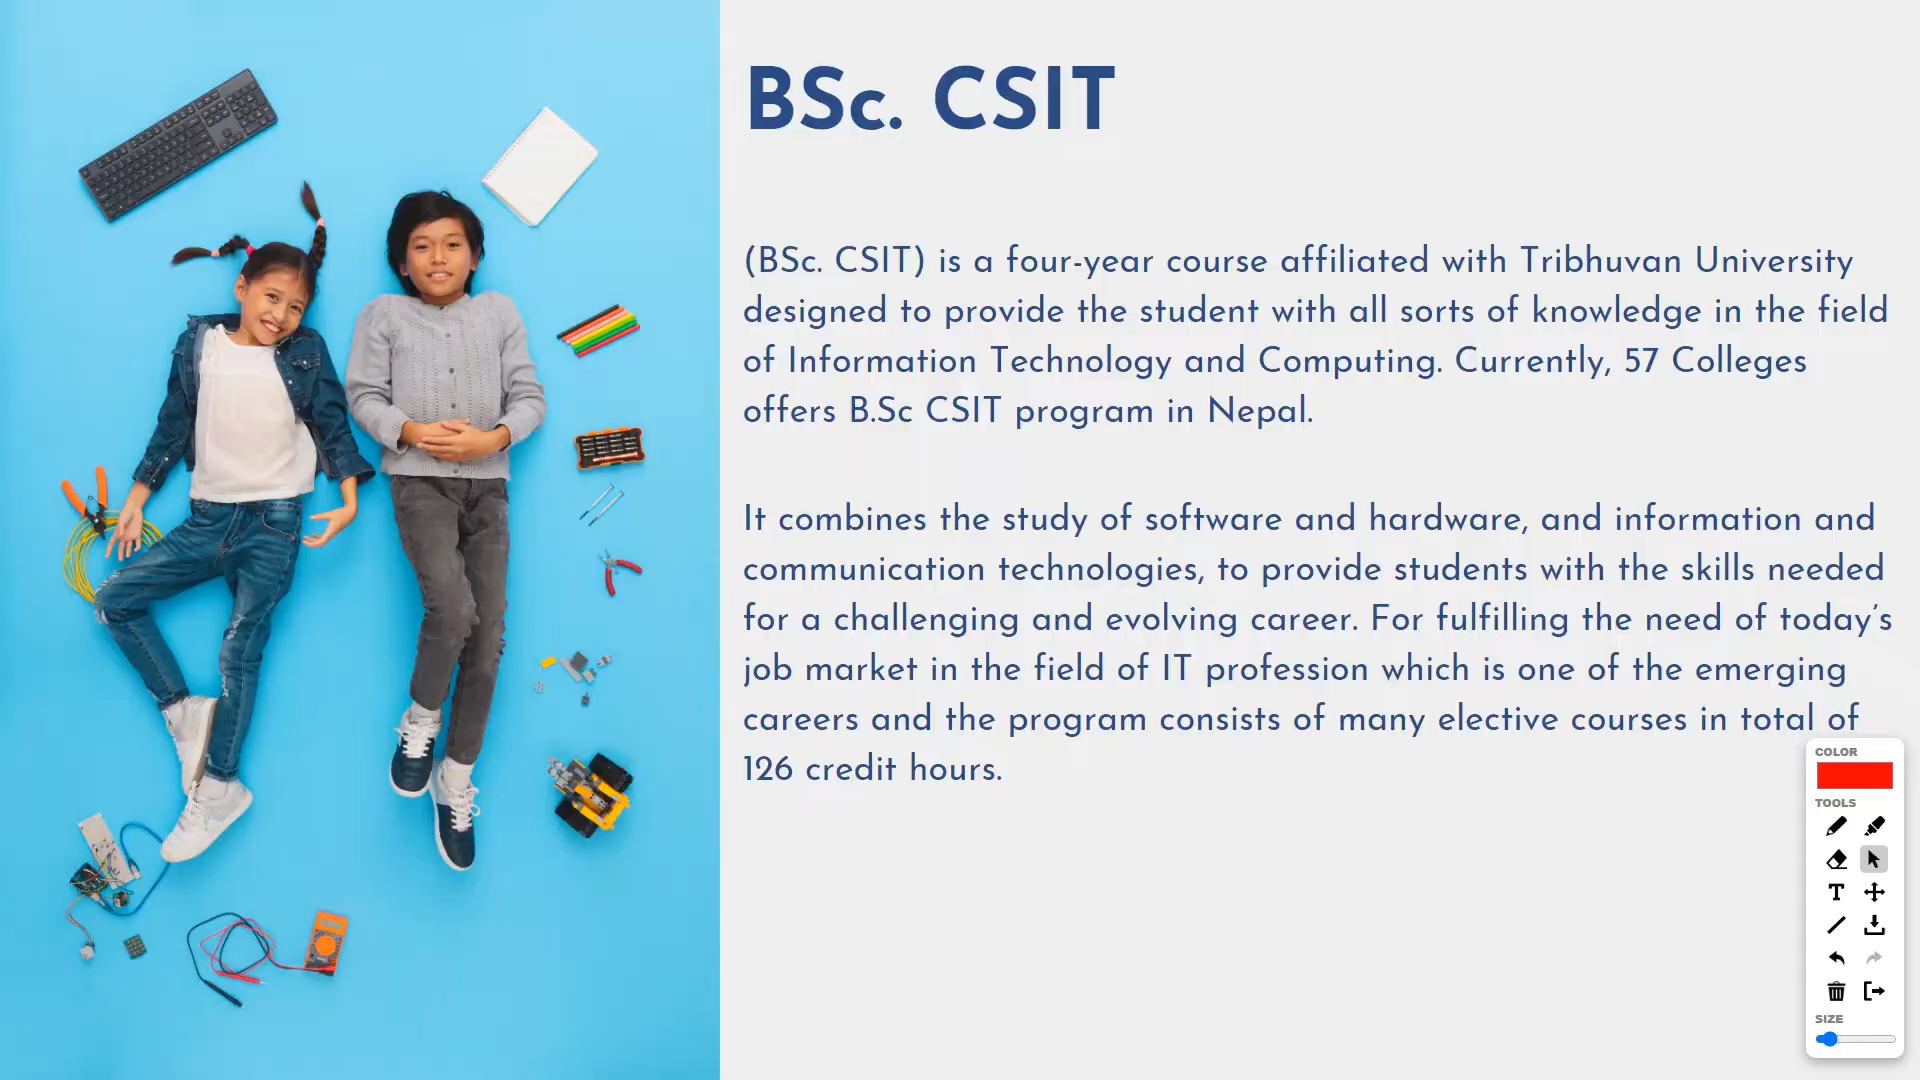 BSc. CSIT
(BSc. CSIT) is a four-year course affiliated with Tribhuvan University
designed to provide the student with all sorts of knowledge in the field
of Information Technology and Computing. Currently, 57 Colleges
offers B.Sc CSIT program in Nepal.
It combines the study of software and hardware, and information and
communication technologies, to provide students with the skills needed
for a challenging and evolving career. For fulfilling the need of today's
job market in the field of IT profession which is one of the emerging
careers and the program consists of many elective courses in total of
126 credit hours.
COLOR
TOOLS
T
SIZE